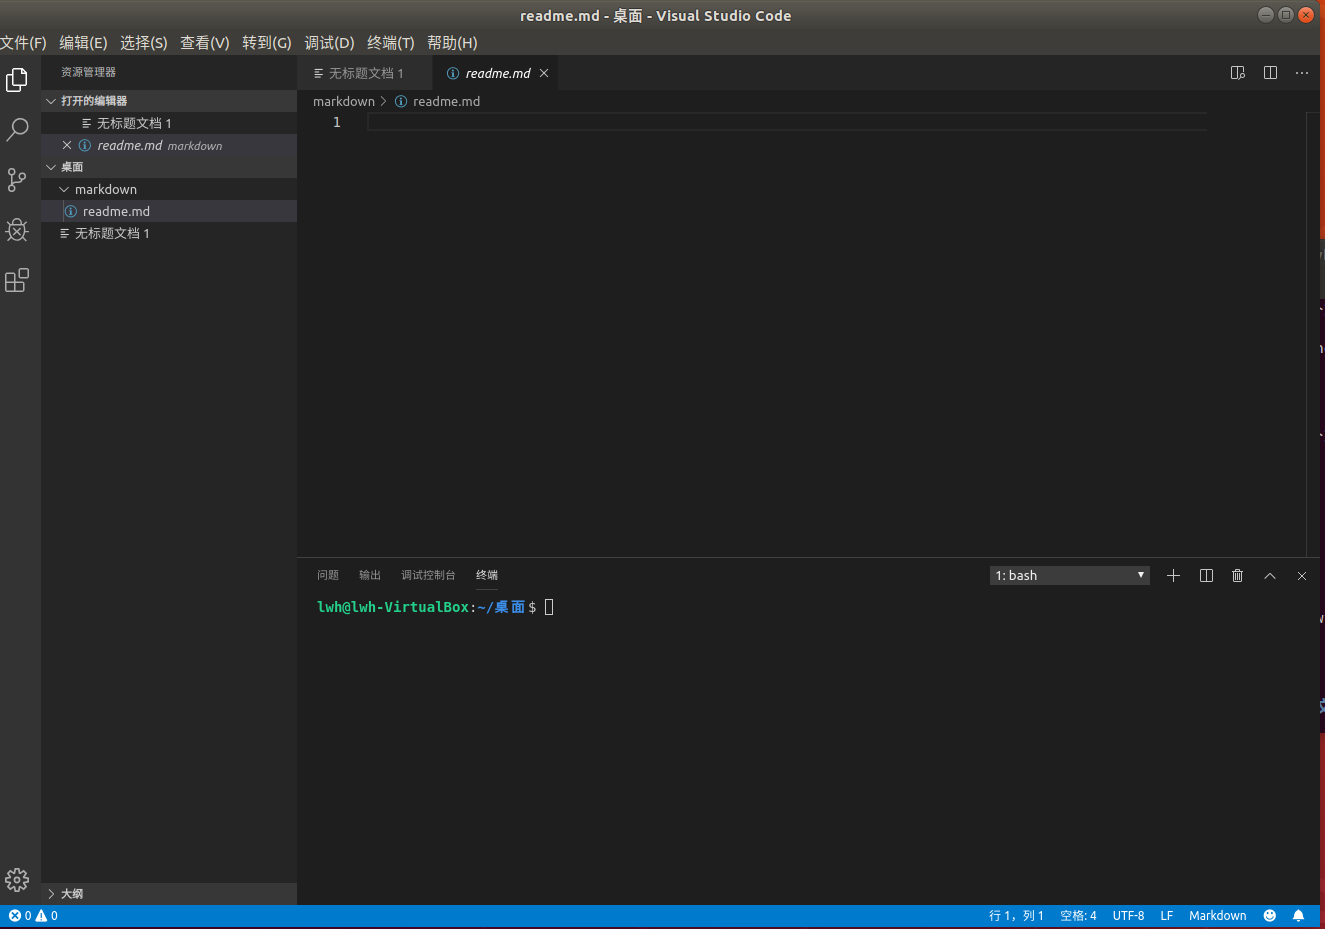 readme.md - 桌面 - Visual Studio Code
文件(F) 编辑(E) 选择(S) 查看(V) 转到(G) 调试(D) 终端(T) 帮助(H)
资源管理器
打开的编辑器
无标题文档 1
readme.md markdown
桌面
markdown
readme.md
无标题文档 1
大纲
无标题文档 1 readme.md
markdown readme.md
1
问题 输出 调试控制台 终端 1: bash
lwh@lwh-VirtualBox:~/桌面$
0 0 行 1，列 1 空格: 4 UTF-8 LF Markdown